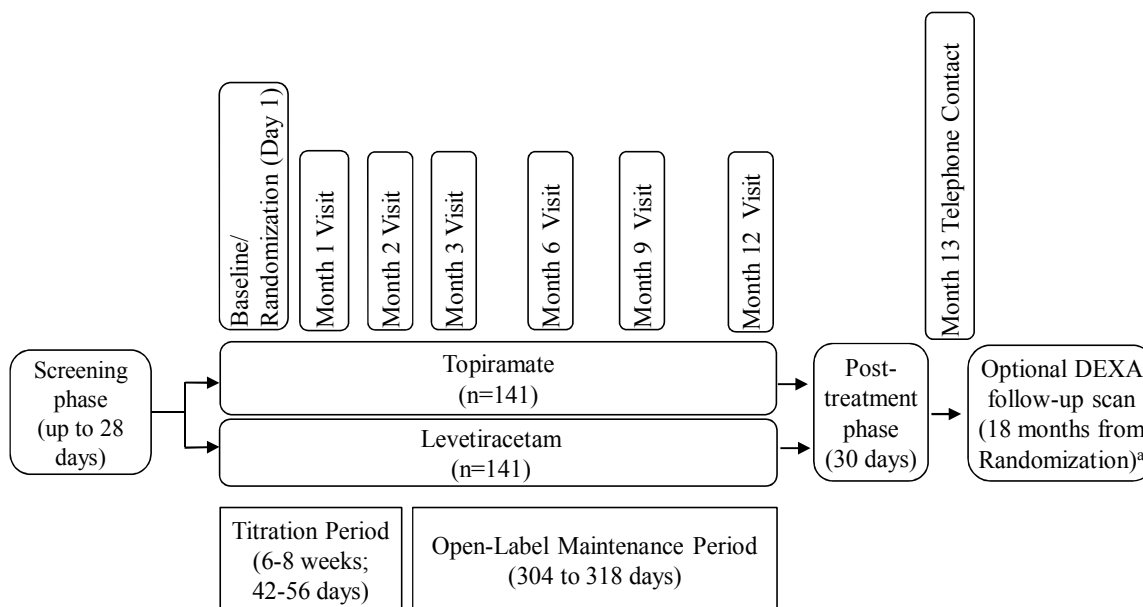 Baseline/
Randomization (Day 1)
Month 1 Visit
Month 2 Visit
Month 3 Visit
Month 6 Visit
Month 9 Visit
Month 12 Visit
Month 13 Telephone Contact
Screening
phase
(up to 28
days)
Topiramate
(n=141)
Levetiracetam
(n=141)
Post-
treatment
phase
(30 days)
Optional DEXA
follow-up scan
(18 months from
Randomization)ᵃ
Titration Period
(6-8 weeks;
42-56 days)
Open-Label Maintenance Period
(304 to 318 days)